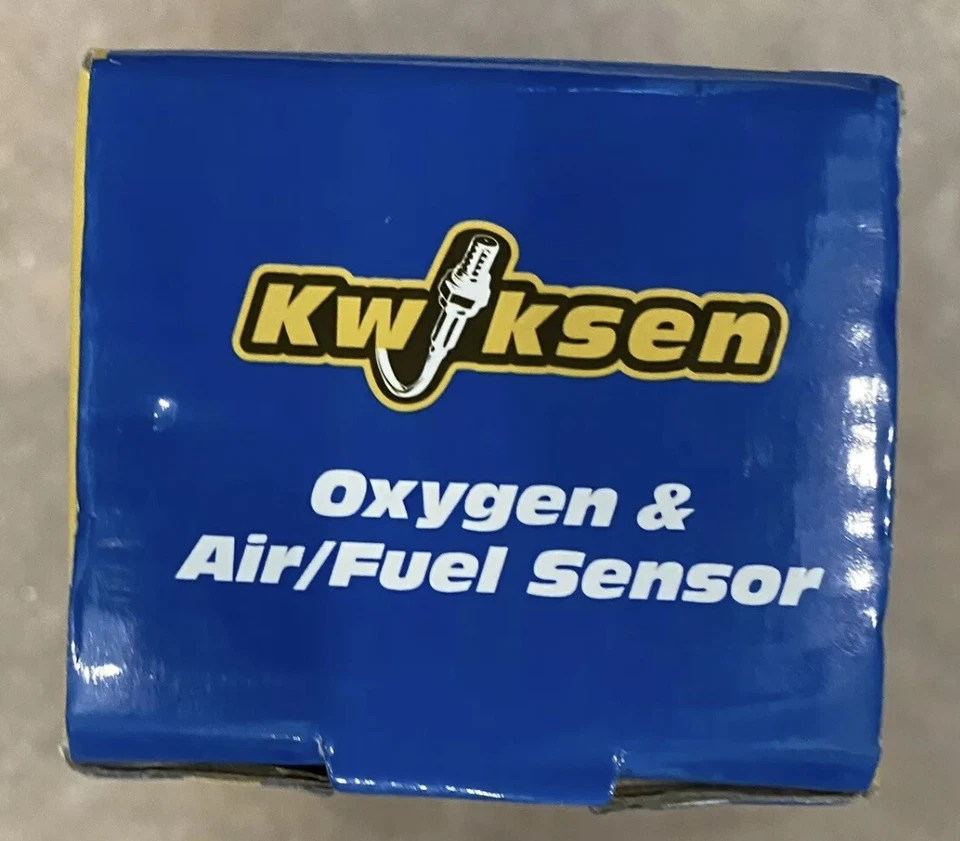 Kwiksen
Oxygen &
Air/Fuel Sensor